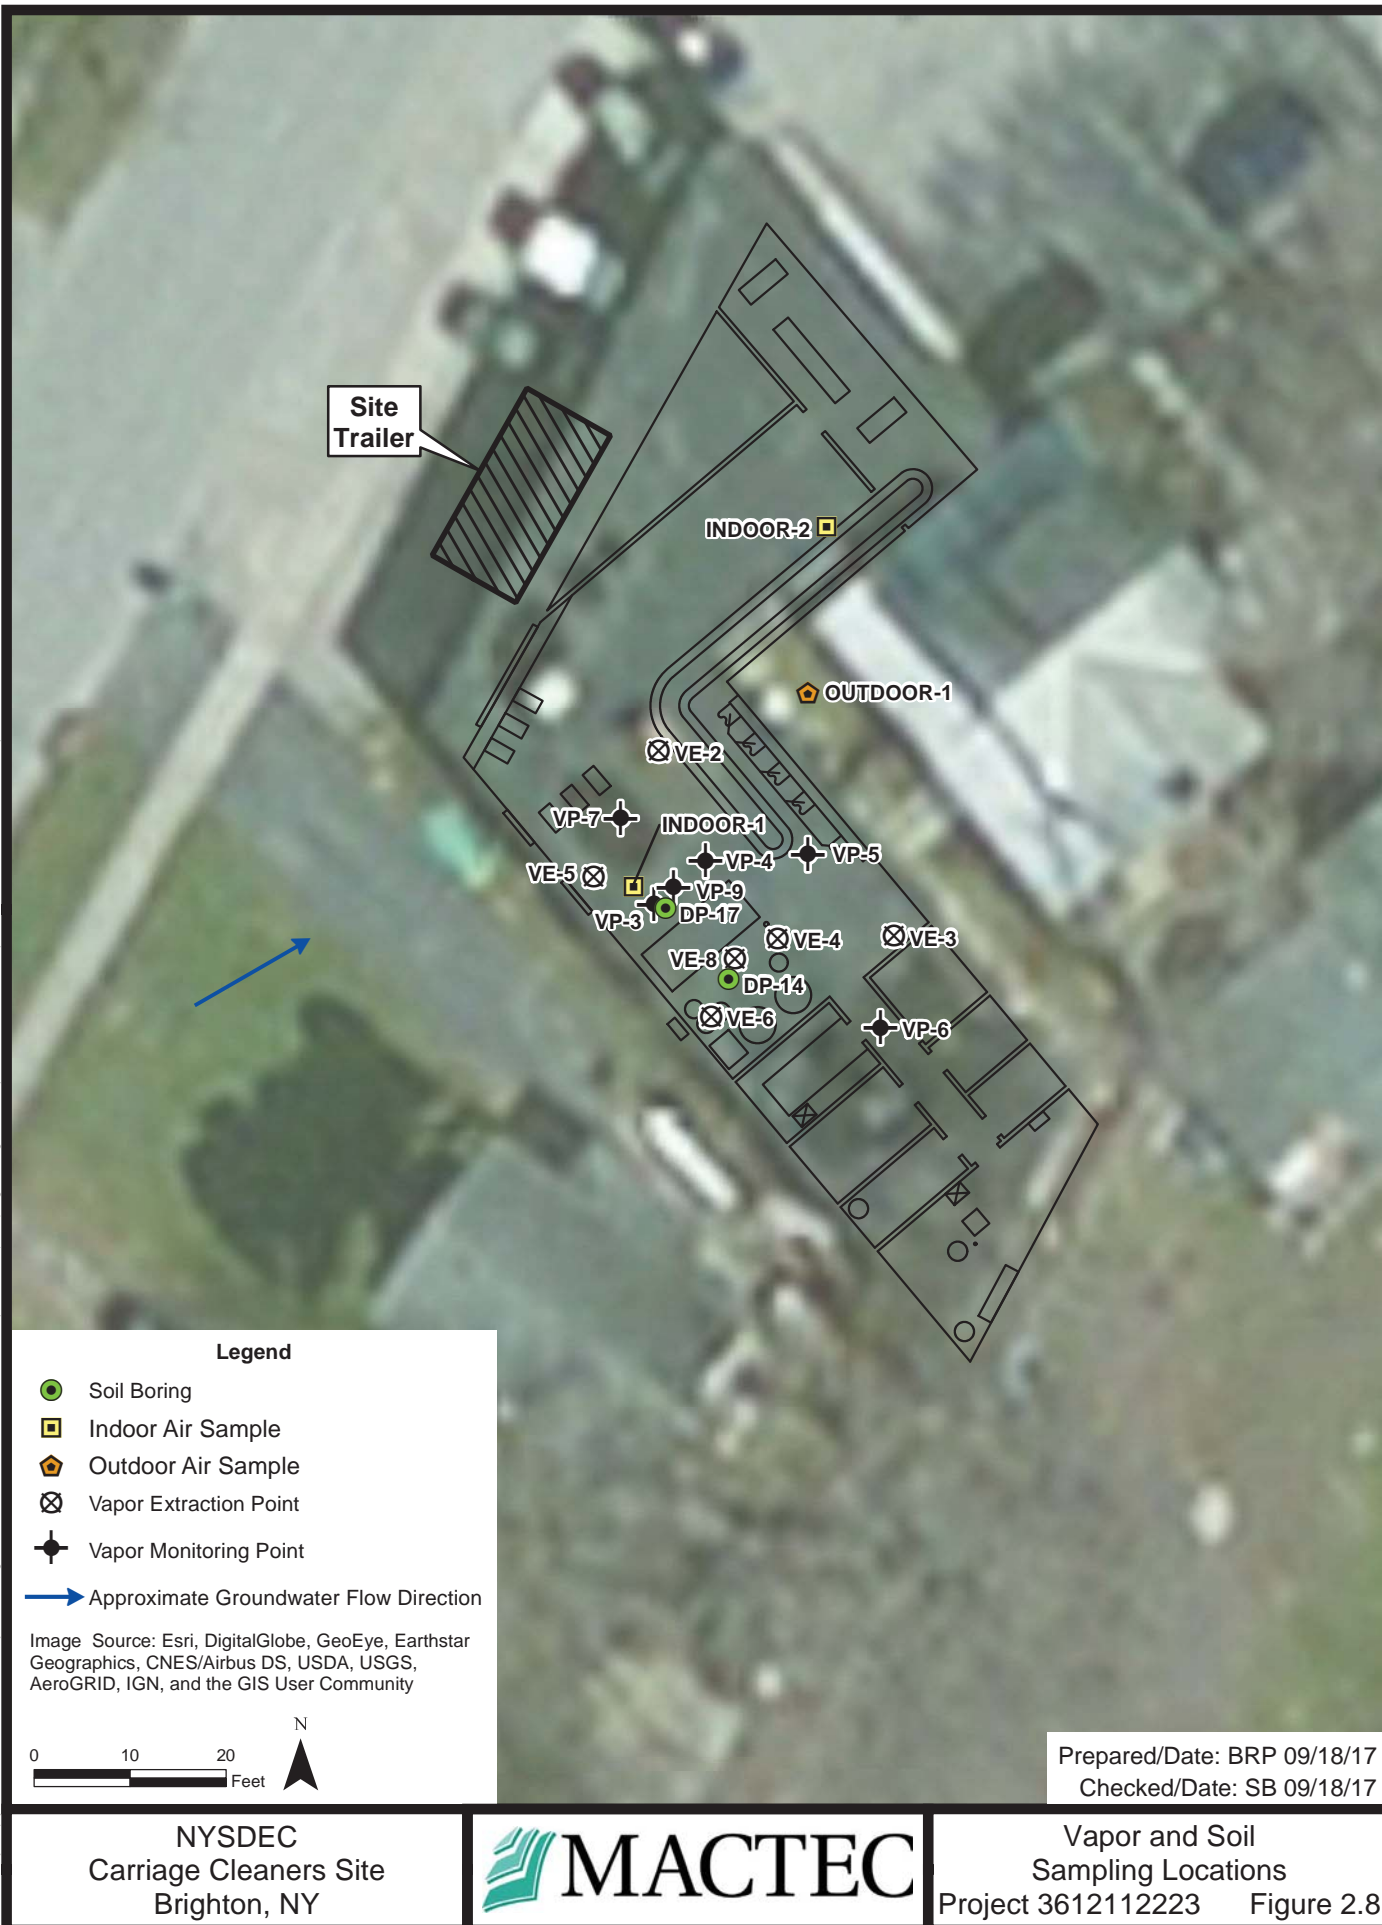 Site
Trailer
INDOOR-2
OUTDOOR-1
VE-2
VP-7
INDOOR-1
VP-4
VP-5
VE-5
VP-9
VP-3
DP-17
VE-4
VE-3
VE-8
DP-14
VE-6
VP-6
Legend
Soil Boring
Indoor Air Sample
Outdoor Air Sample
Vapor Extraction Point
Vapor Monitoring Point
Approximate Groundwater Flow Direction
Image Source: Esri, DigitalGlobe, GeoEye, Earthstar
Geographics, CNES/Airbus DS, USDA, USGS,
AeroGRID, IGN, and the GIS User Community
N
0 10 20
Feet
Prepared/Date: BRP 09/18/17
Checked/Date: SB 09/18/17
NYSDEC
Carriage Cleaners Site
Brighton, NY
MACTEC
Vapor and Soil
Sampling Locations
Project 3612112223 Figure 2.8